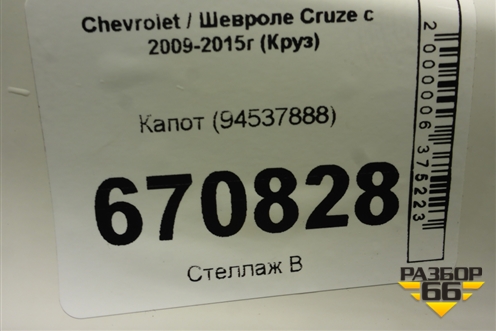 Chevrolet / Шевроле Cruze с
2009-2015г (Круз)
Капот (94537888)
670828
Стеллаж В
2000006375223
РАЗБОР
66